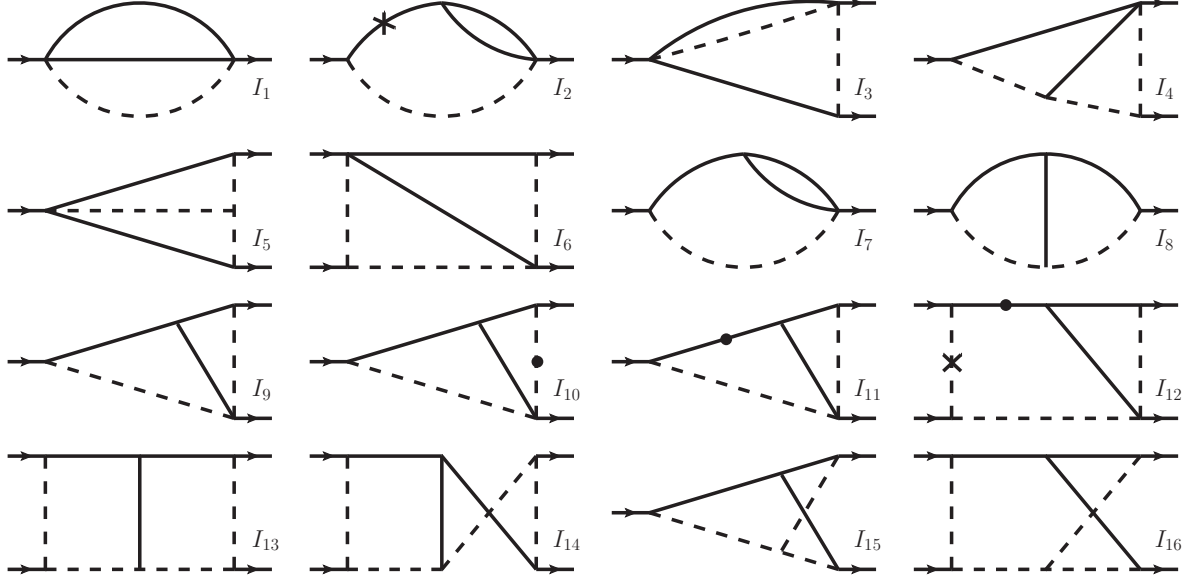 I₁ I₂ I₃ I₄
I₅ I₆ I₇ I₈
I₉ I₁₀ I₁₁ I₁₂
I₁₃ I₁₄ I₁₅ I₁₆